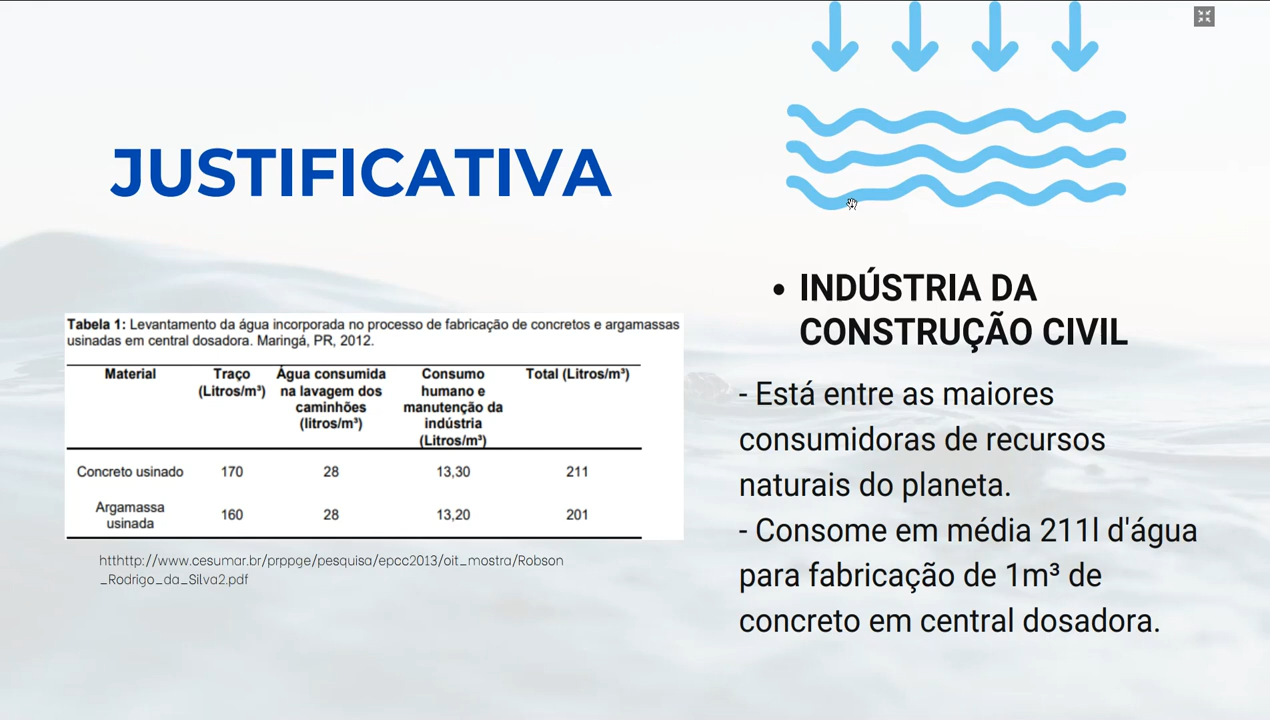 JUSTIFICATIVA
Tabela 1: Levantamento da água incorporada no processo de fabricação de concretos e argamassas
usinadas em central dosadora. Maringá, PR, 2012.
Material Traço Água consumida Consumo Total (Litros/m³)
(Litros/m³) na lavagem dos humano e
caminhões manutenção da
(litros/m³) indústria
(Litros/m³)
Concreto usinado 170 28 13,30 211
Argamassa
usinada 160 28 13,20 201
htthttp://www.cesumar.br/prppge/pesquisa/epcc2013/oit_mostra/Robson
_Rodrigo_da_Silva2.pdf
• INDÚSTRIA DA
CONSTRUÇÃO CIVIL
- Está entre as maiores
consumidoras de recursos
naturais do planeta.
- Consome em média 211l d'água
para fabricação de 1m³ de
concreto em central dosadora.